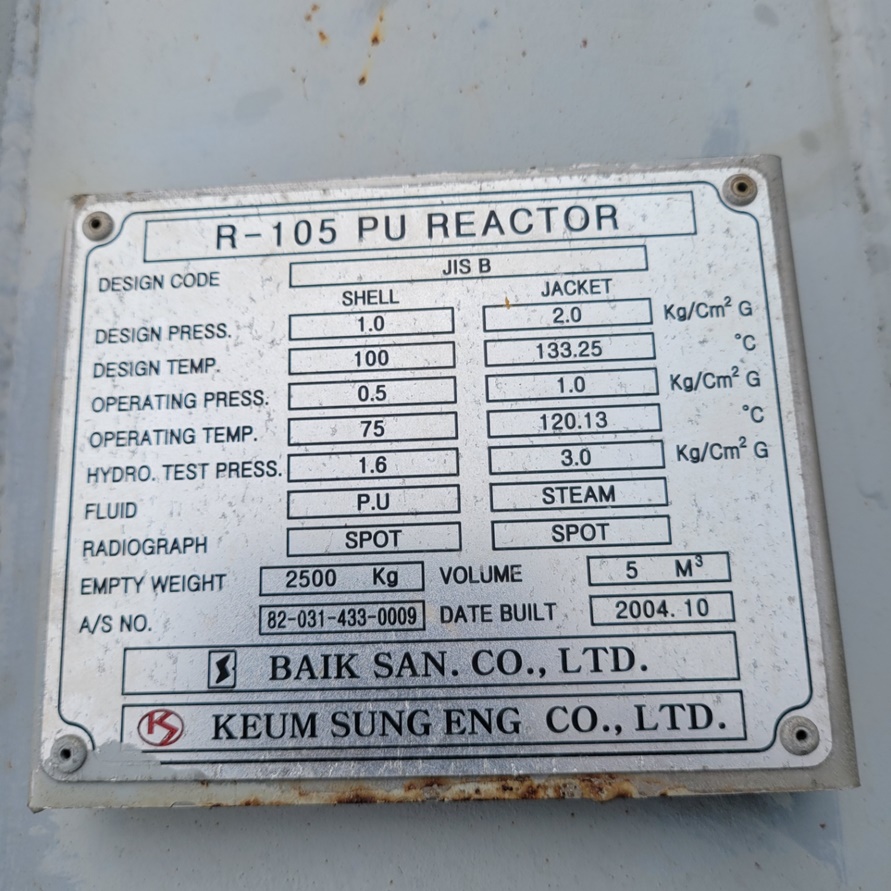 R-105 PU REACTOR
DESIGN CODE JIS B
SHELL JACKET
DESIGN PRESS. 1.0 2.0 Kg/Cm² G
DESIGN TEMP. 100 133.25 °C
OPERATING PRESS. 0.5 1.0 Kg/Cm² G
OPERATING TEMP. 75 120.13 °C
HYDRO. TEST PRESS. 1.6 3.0 Kg/Cm² G
FLUID P.U STEAM
RADIOGRAPH SPOT SPOT
EMPTY WEIGHT 2500 Kg VOLUME 5 M³
A/S NO. 82-031-433-0009 DATE BUILT 2004. 10
BAIK SAN. CO., LTD.
KEUM SUNG ENG CO., LTD.